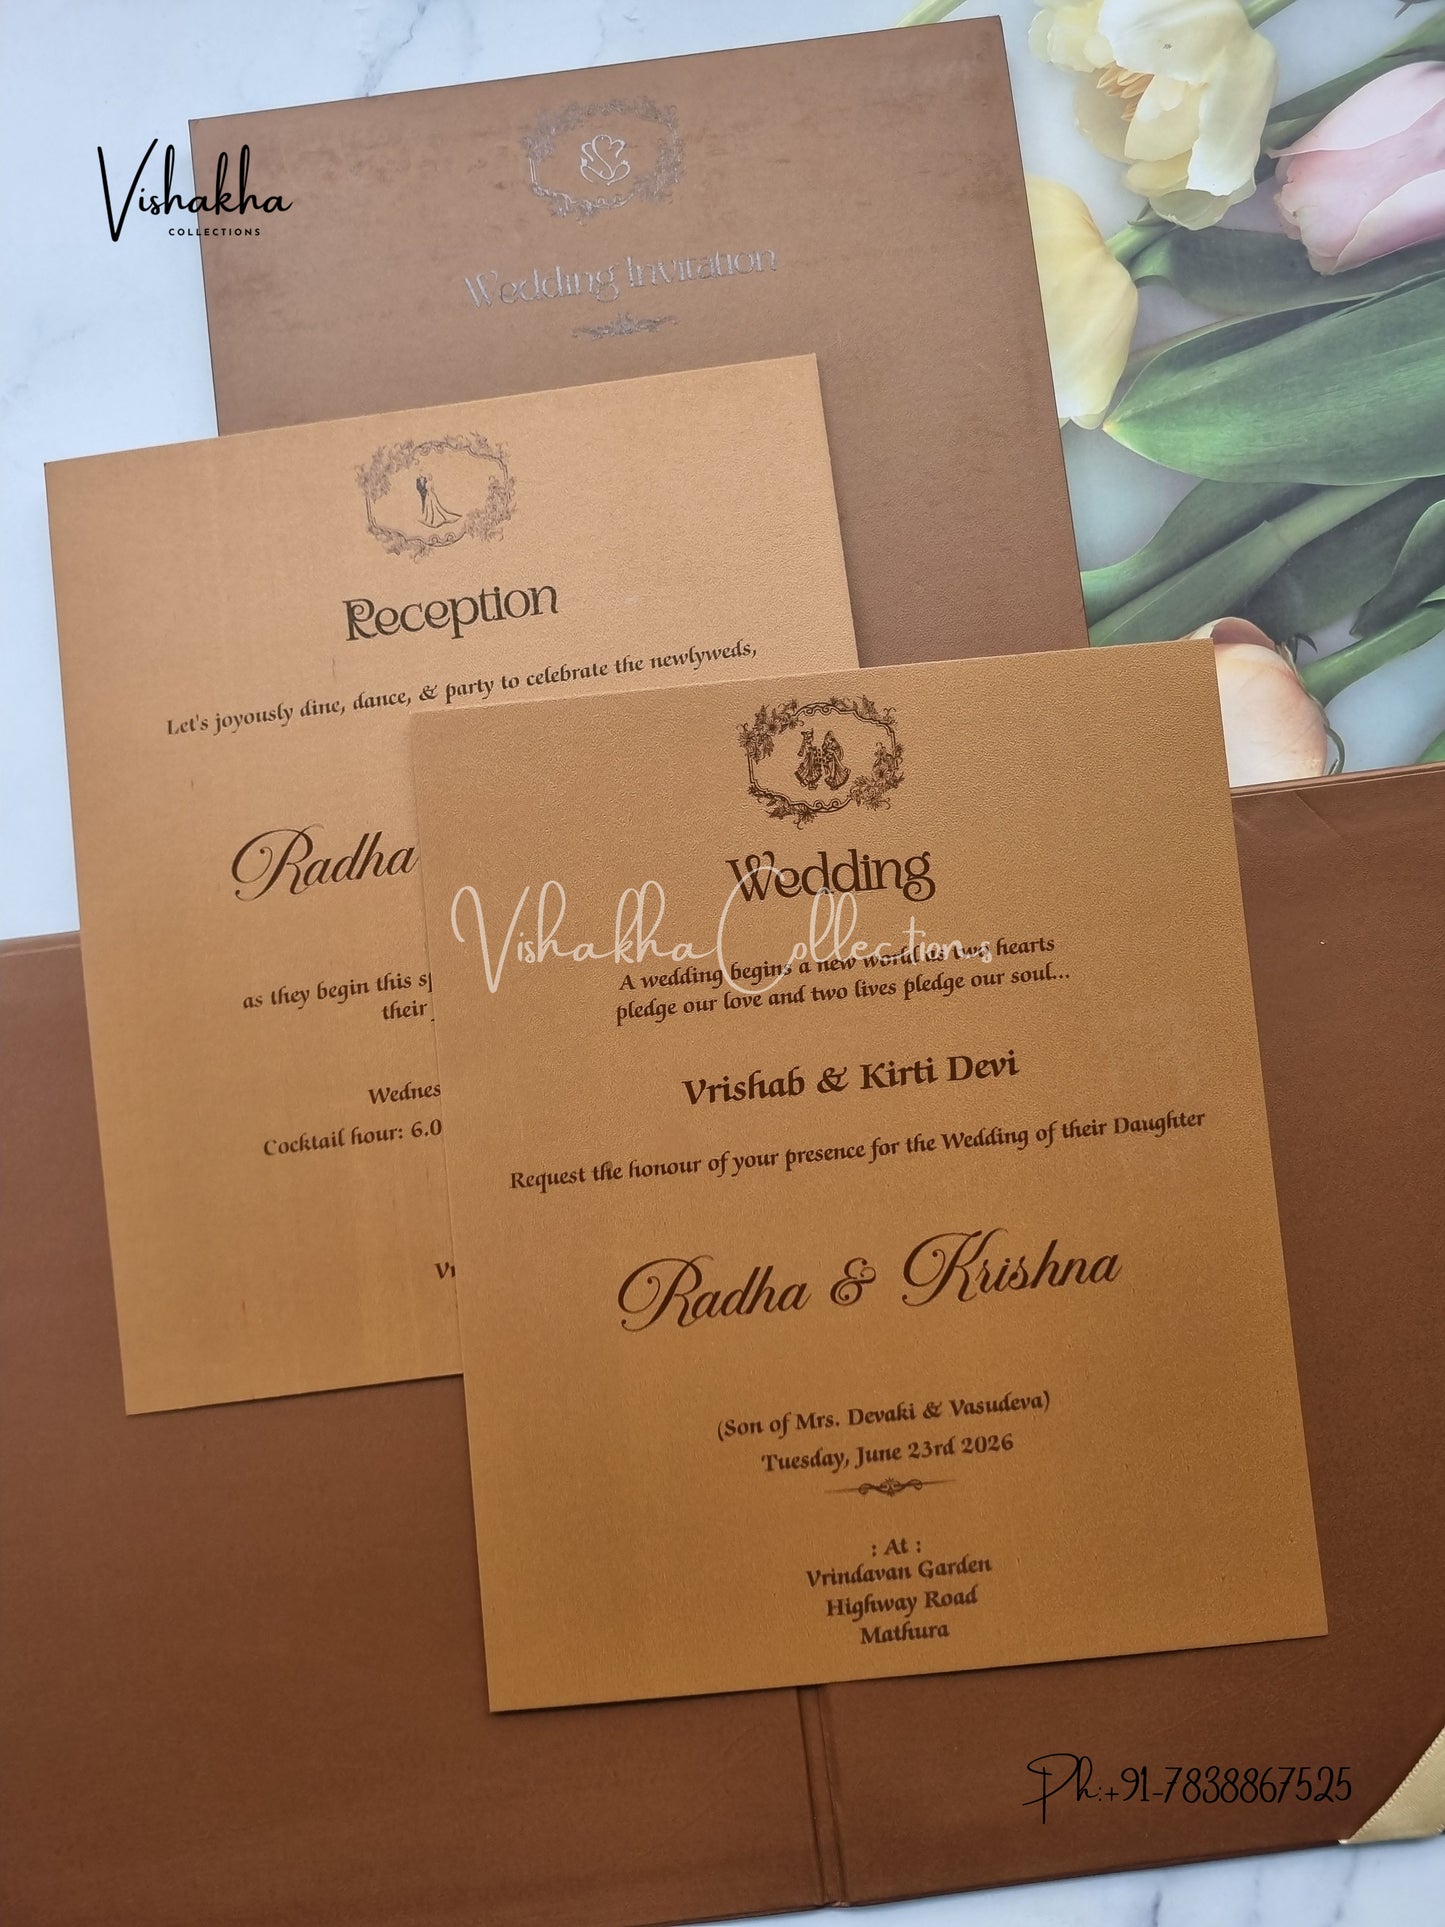 Vishakha
COLLECTIONS
Wedding Invitation
Reception
Let's joyously dine, dance, & party to celebrate the newlyweds,
Radha
as they begin this
their
Cocktail hour: 6.0
Wedding
Vishakha Collections
A wedding begins a new world as two hearts
pledge our love and two lives pledge our soul...
Vrishab & Kirti Devi
Request the honour of your presence for the Wedding of their Daughter
Radha & Krishna
(Son of Mrs. Devaki & Vasudeva)
Tuesday, June 23rd 2026
: At :
Vrindavan Garden
Highway Road
Mathura
Ph:+91-7838867525